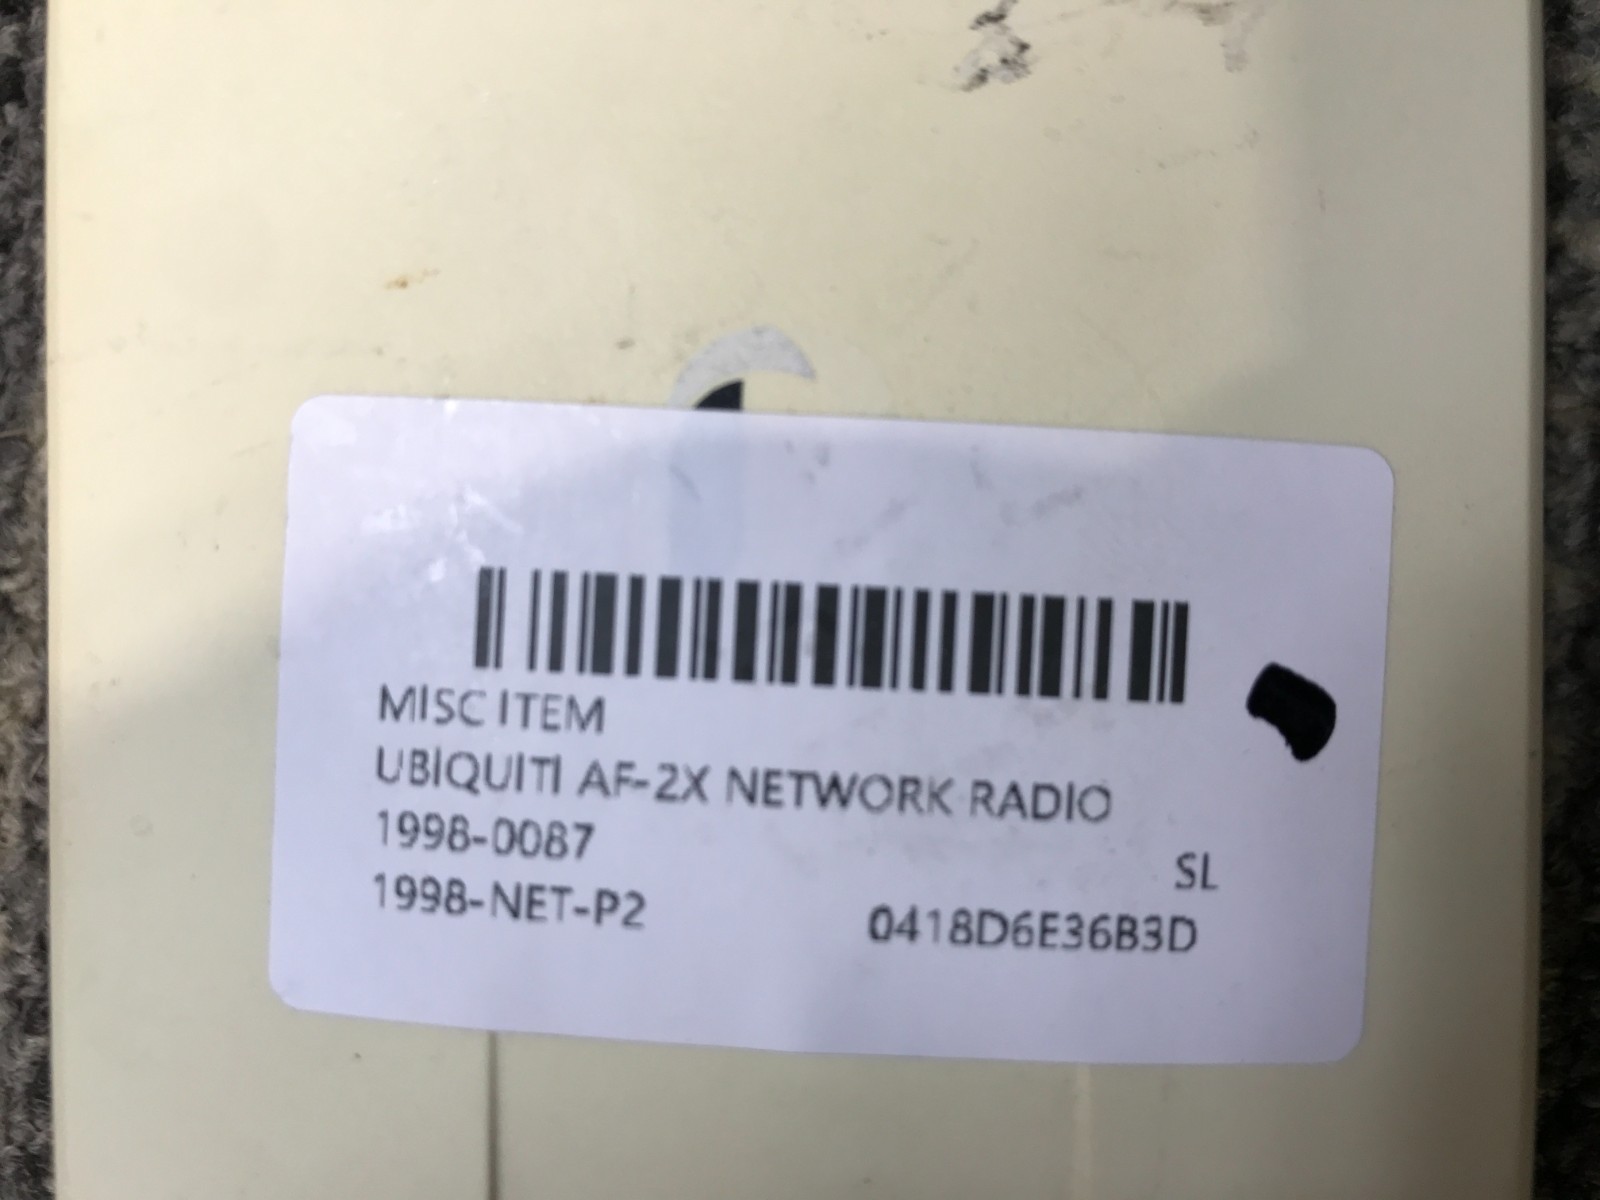 MISC ITEM
UBIQUITI AF-2X NETWORK RADIO
1998-0087
SL
1998-NET-P2 0418D6E36B3D